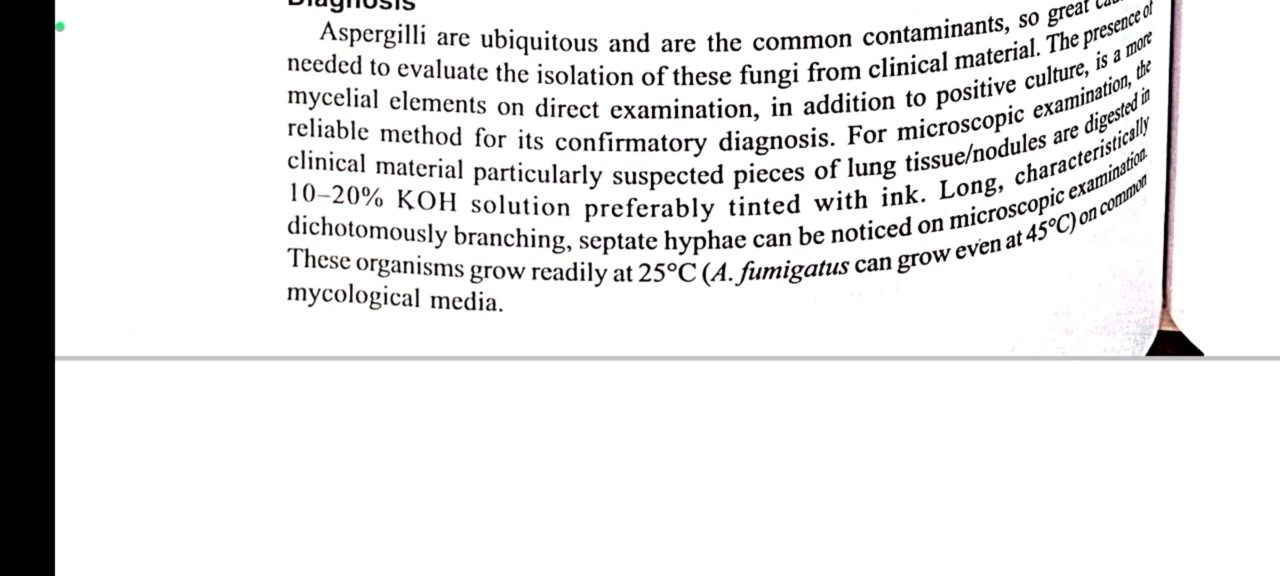 Diagnosis
Aspergilli are ubiquitous and are the common contaminants, so great
needed to evaluate the isolation of these fungi from clinical material. The presence of
mycelial elements on direct examination, in addition to positive culture, is a more
reliable method for its confirmatory diagnosis. For microscopic examination, the
clinical material particularly suspected pieces of lung tissue/nodules are digested in
10–20% KOH solution preferably tinted with ink. Long, characteristically
dichotomously branching, septate hyphae can be noticed on microscopic examination.
These organisms grow readily at 25°C (A. fumigatus can grow even at 45°C) on common
mycological media.